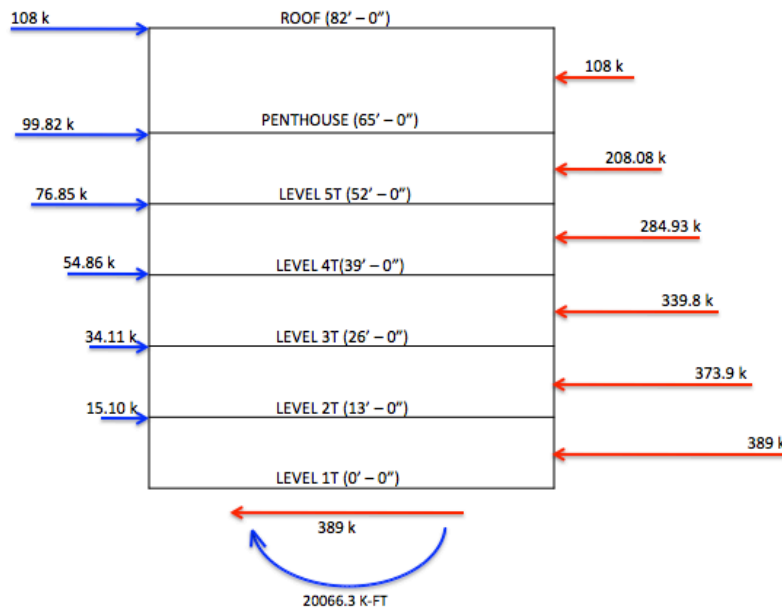 108 k
ROOF (82' – 0")
108 k
99.82 k
PENTHOUSE (65' – 0")
208.08 k
76.85 k
LEVEL 5T (52' – 0")
284.93 k
54.86 k
LEVEL 4T(39' – 0")
339.8 k
34.11 k
LEVEL 3T (26' – 0")
373.9 k
15.10 k
LEVEL 2T (13' – 0")
389 k
LEVEL 1T (0' – 0")
389 k
20066.3 K-FT